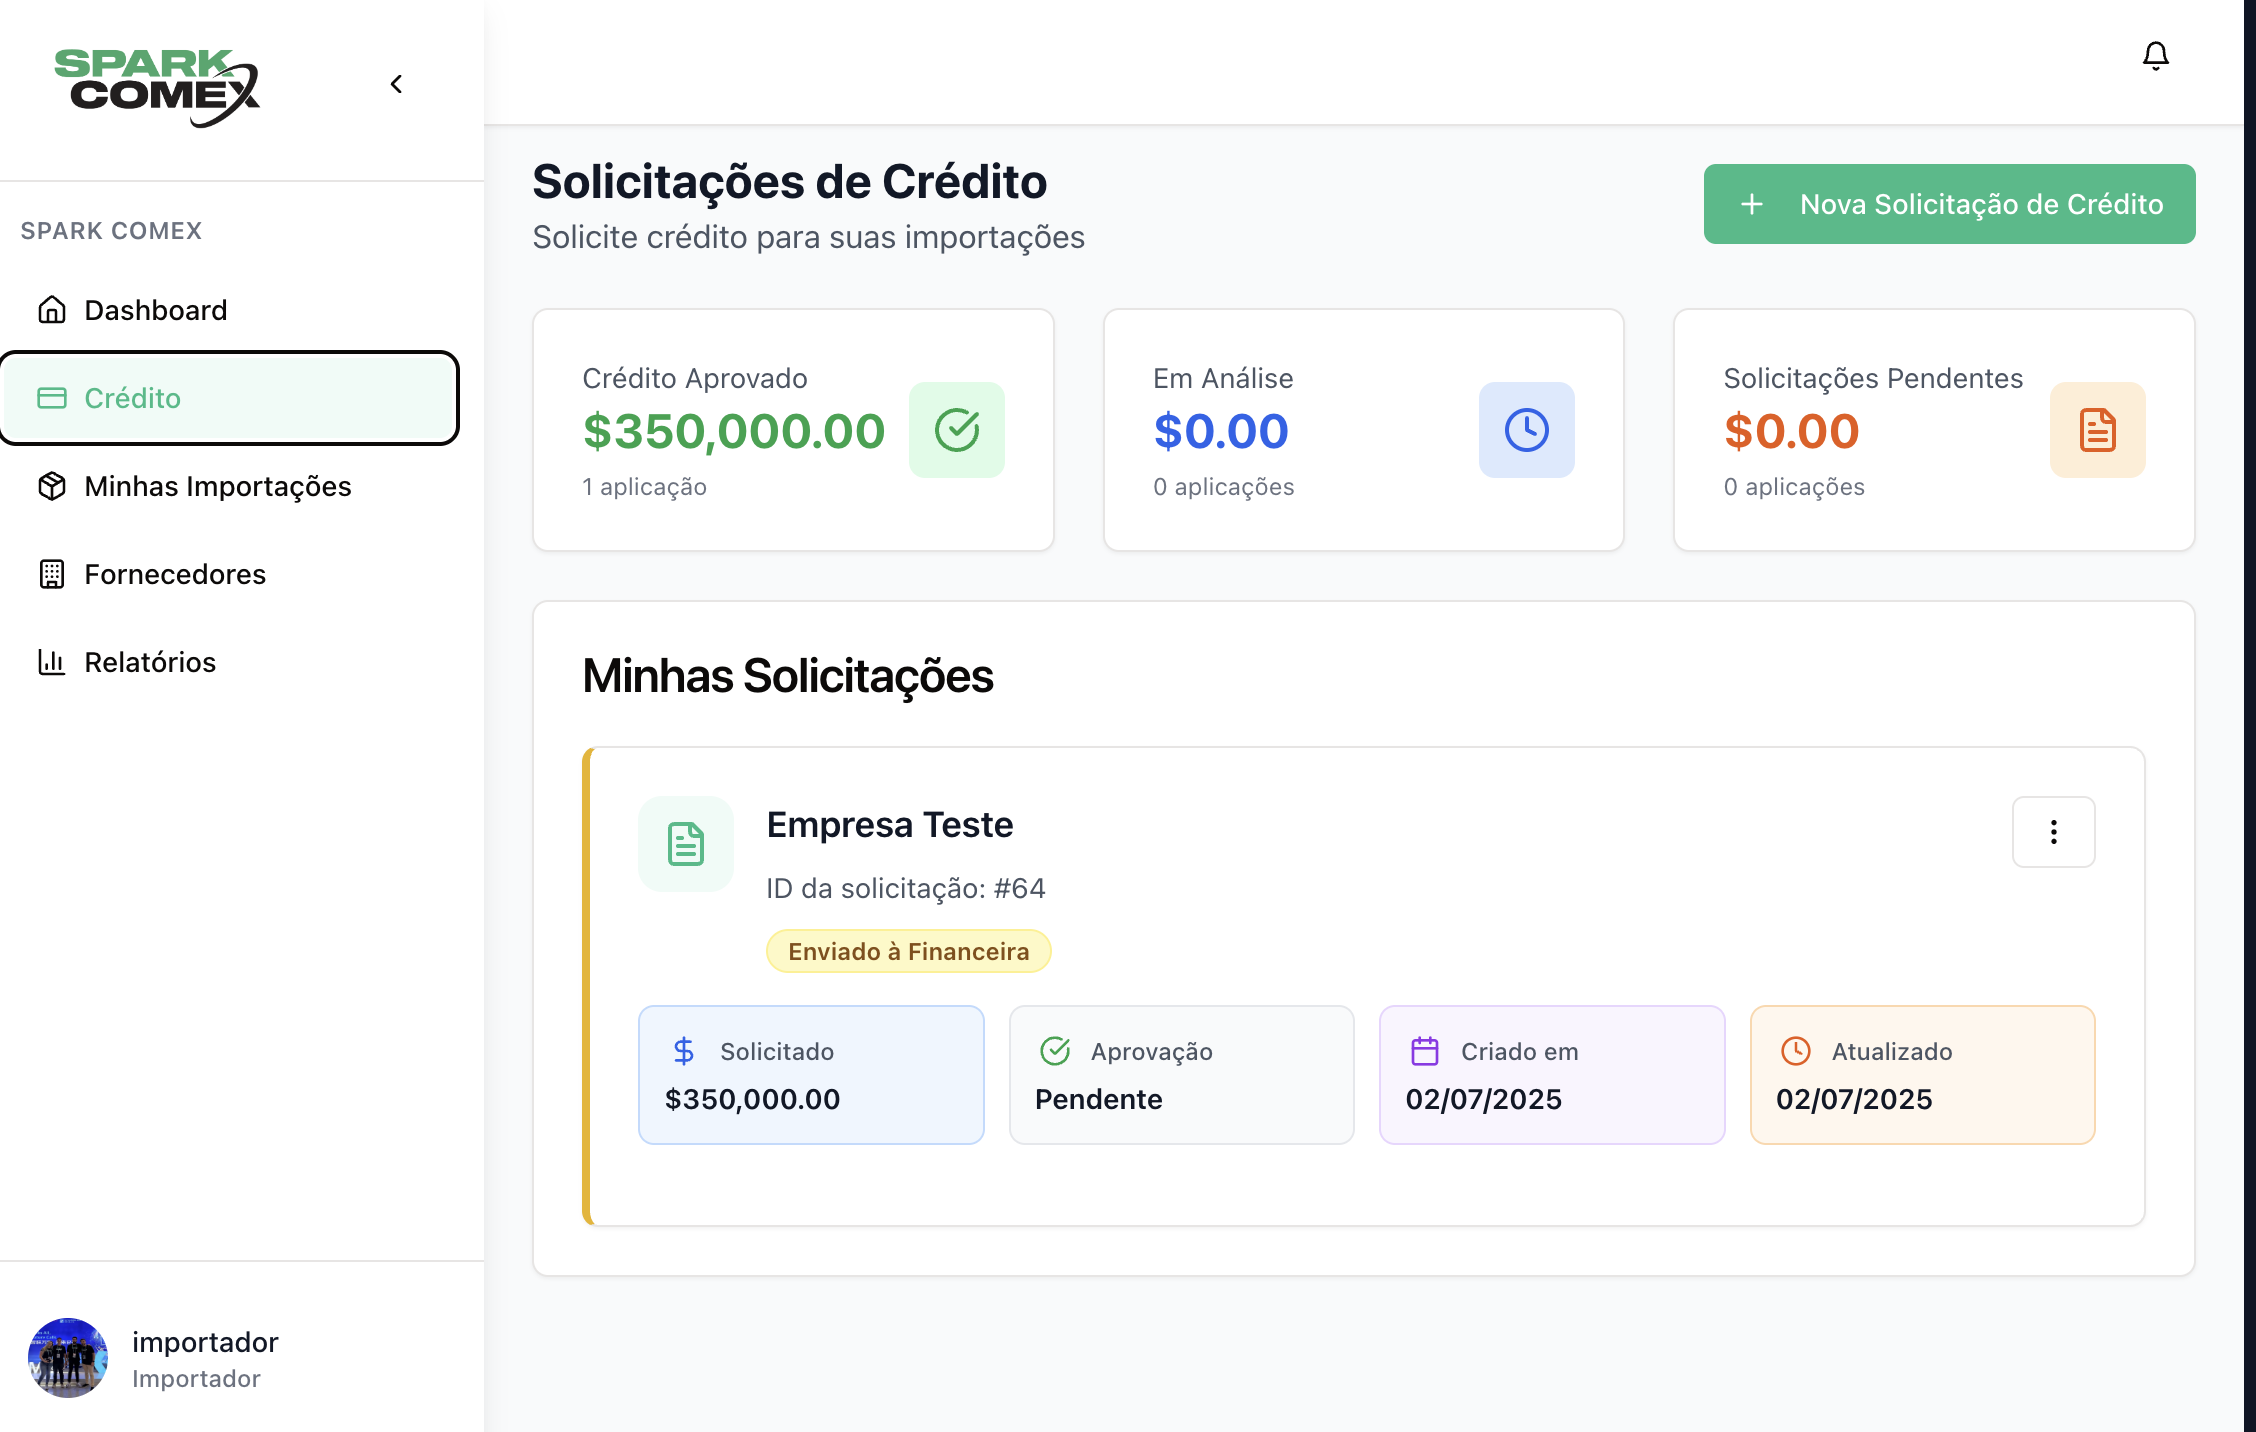 SPARK
COMEX
SPARK COMEX
Dashboard
Crédito
Minhas Importações
Fornecedores
Relatórios
importador
Importador
Solicitações de Crédito
Solicite crédito para suas importações
Nova Solicitação de Crédito
Crédito Aprovado
$350,000.00
1 aplicação
Em Análise
$0.00
0 aplicações
Solicitações Pendentes
$0.00
0 aplicações
Minhas Solicitações
Empresa Teste
ID da solicitação: #64
Enviado à Financeira
Solicitado
$350,000.00
Aprovação
Pendente
Criado em
02/07/2025
Atualizado
02/07/2025